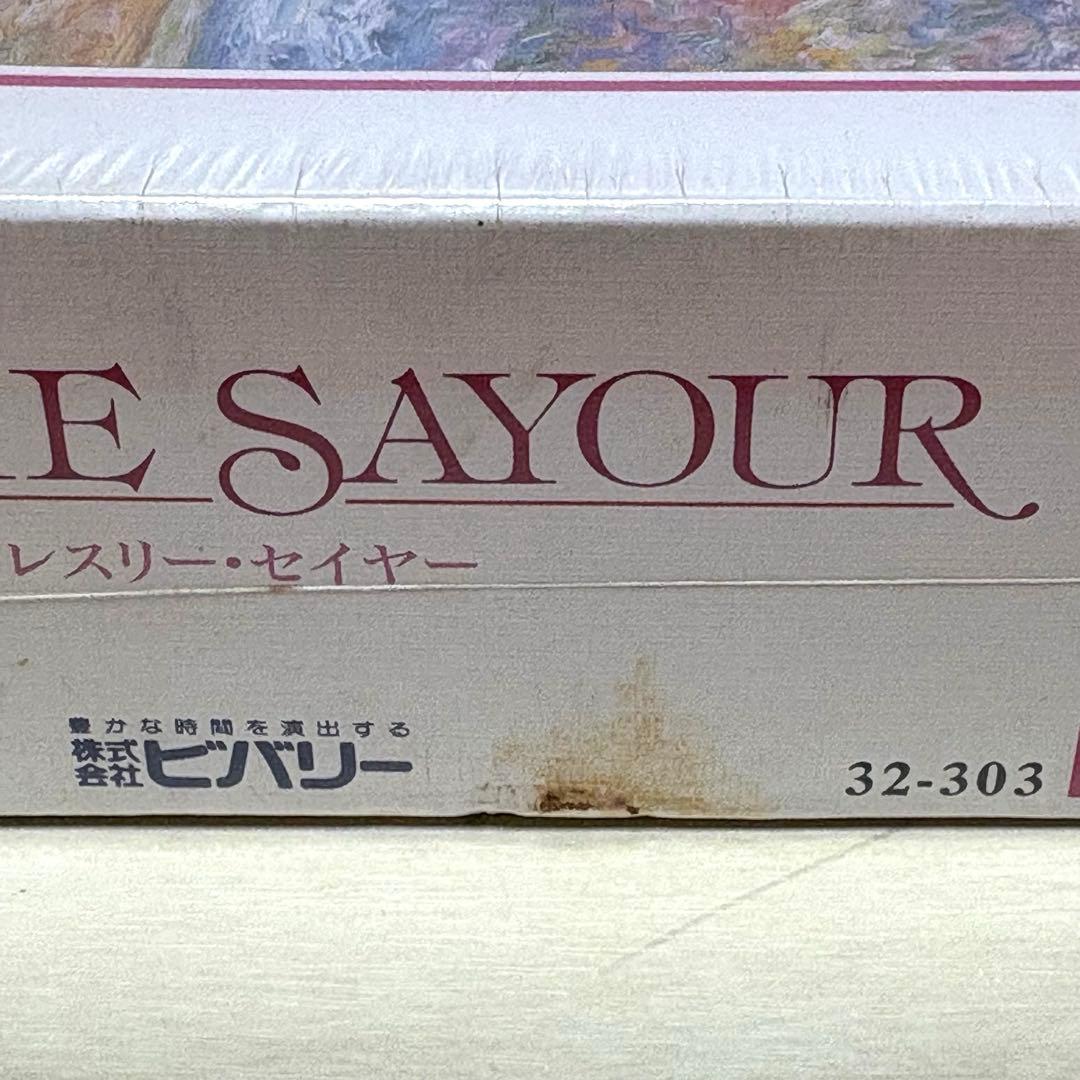 IE SAYOUR
レスリー・セイヤー
豊かな時間を演出する
株式会社ビバリー
32-303